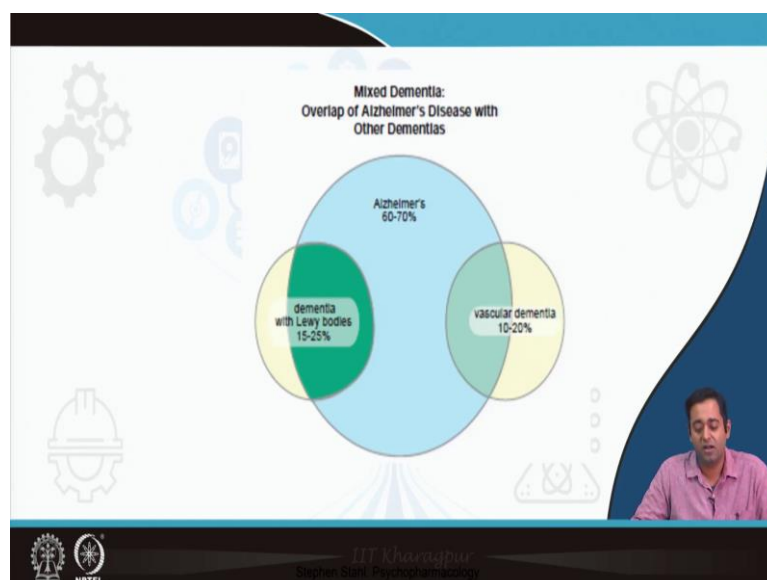 Mixed Dementia:
Overlap of Alzheimer's Disease with
Other Dementias
Alzheimer's
60-70%
dementia
with Lewy bodies
15-25%
vascular dementia
10-20%
IIT Kharagpur
Stephen Stahl: Psychopharmacology
NPTEL